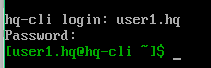 hq-cli login: user1.hq
Password:
[user1.hq@hq-cli ~]$ _